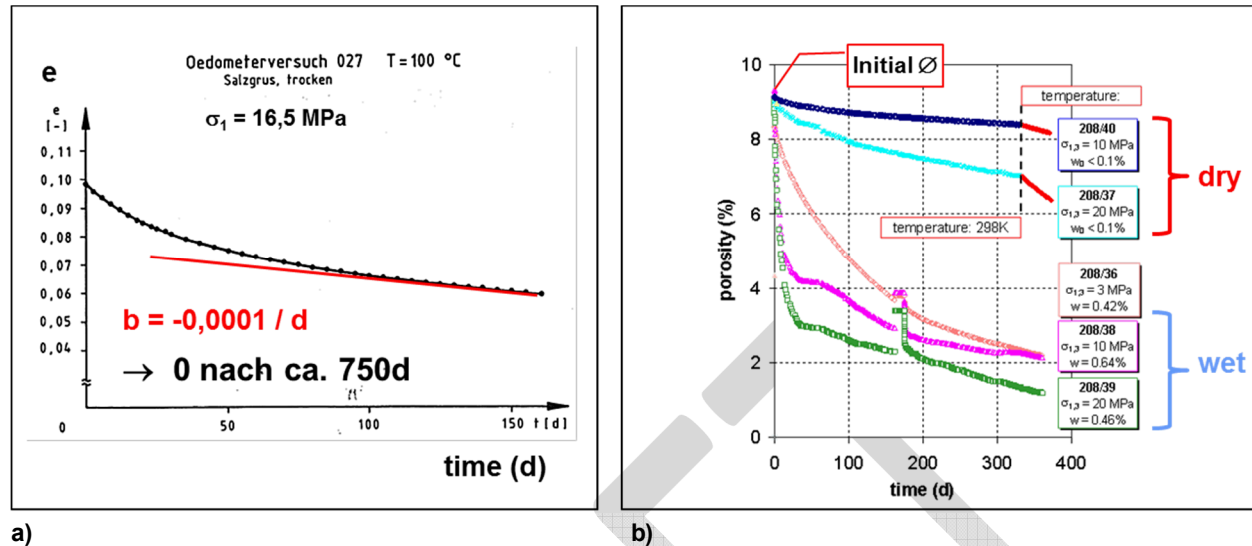 e
Oedometerversuch 027 T = 100 °C
Salzgrus, trocken
σ1 = 16,5 MPa
e
[-]
0,11
0,10
0,09
0,08
0,07
0,06
0,05
0,04
b = -0,0001 / d
→ 0 nach ca. 750d
0
50
100
150 t [d]
time (d)
a)
Initial Ø
10
8
6
4
2
0
porosity (%)
0
100
200
300
400
time (d)
temperature:
temperature: 298K
208/40
σ1,3 = 10 MPa
w0 < 0.1%
208/37
σ1,3 = 20 MPa
w0 < 0.1%
dry
208/36
σ1,3 = 3 MPa
w = 0.42%
208/38
σ1,3 = 10 MPa
w = 0.64%
208/39
σ1,3 = 20 MPa
w = 0.46%
wet
b)